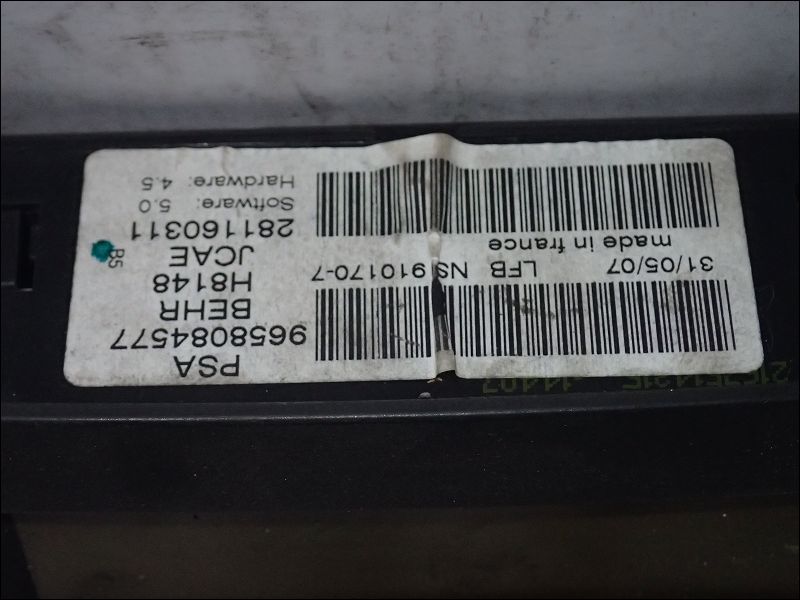 PSA
9658084577
BEHR
H8148
JCAE
281160311
Software: 5.0
Hardware: 4.5
B5
31/05/07 LFB NS 910170-7
made in france